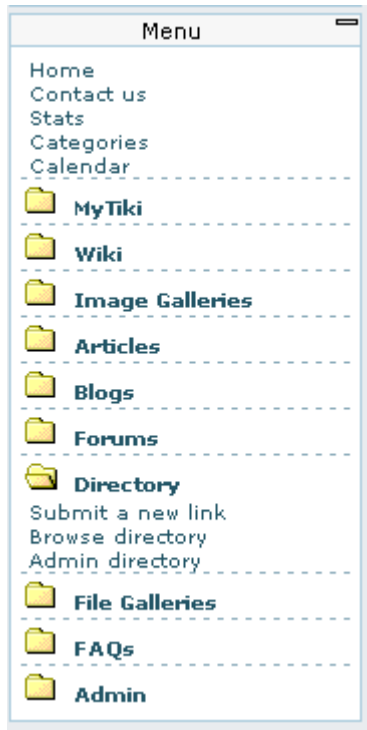 Menu
Home
Contact us
Stats
Categories
Calendar
MyTiki
Wiki
Image Galleries
Articles
Blogs
Forums
Directory
Submit a new link
Browse directory
Admin directory
File Galleries
FAQs
Admin